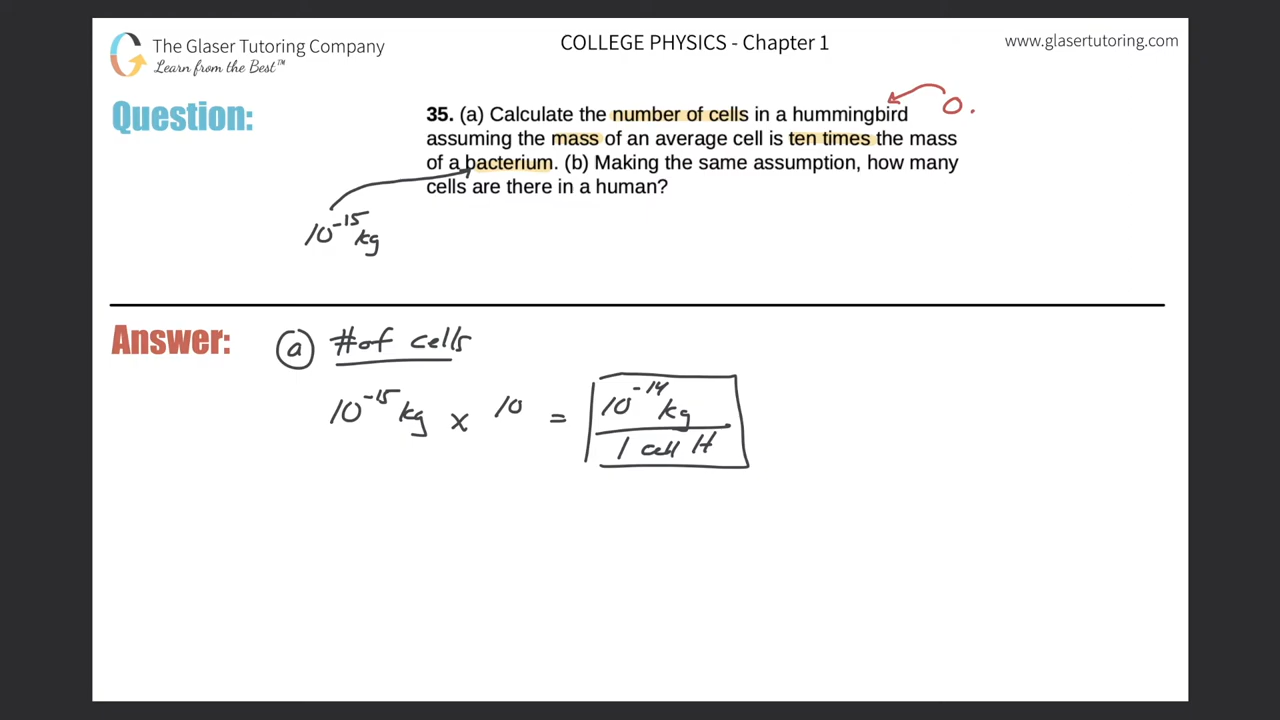 The Glaser Tutoring Company
Learn from the Best™
COLLEGE PHYSICS - Chapter 1
www.glasertutoring.com
Question:
35. (a) Calculate the number of cells in a hummingbird
assuming the mass of an average cell is ten times the mass
of a bacterium. (b) Making the same assumption, how many
cells are there in a human?
0.
10⁻¹⁵ kg
Answer:
ⓐ # of cells
10⁻¹⁵ kg x 10 = 10⁻¹⁴ kg
1 cell H